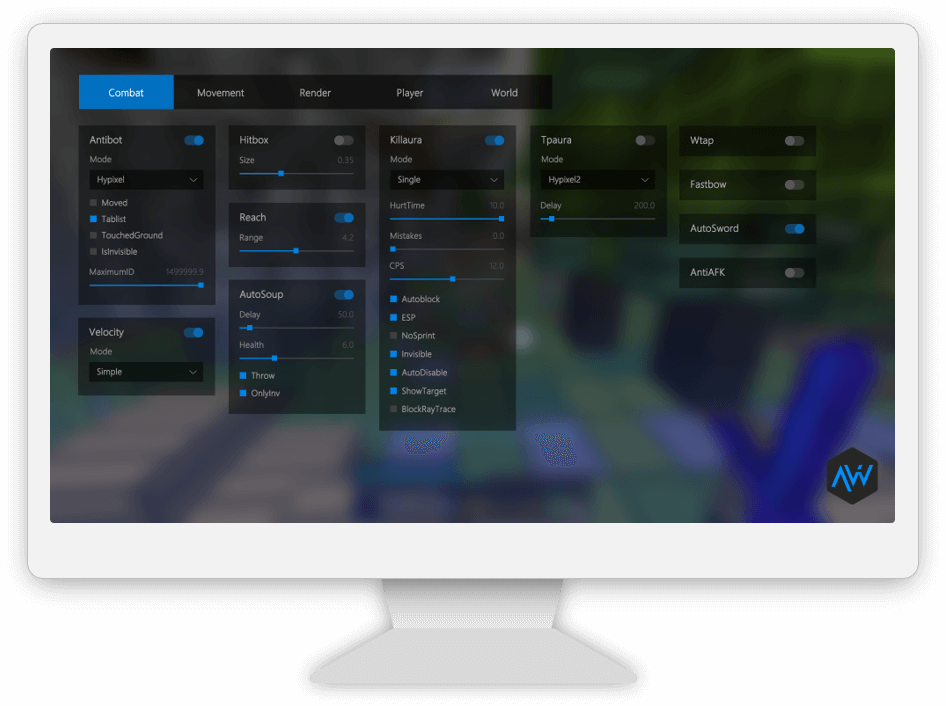 Combat Movement Render Player World
Antibot
Mode
Hypixel
Moved
Tablist
TouchedGround
IsInvisible
MaximumID 1499999.9
Velocity
Mode
Simple
Hitbox
Size 0.35
Reach
Range 4.2
AutoSoup
Delay 50.0
Health 6.0
Throw
OnlyInv
Killaura
Mode
Single
HurtTime 10.0
Mistakes 0.0
CPS 12.0
Autoblock
ESP
NoSprint
Invisible
AutoDisable
ShowTarget
BlockRayTrace
Tpaura
Mode
Hypixel2
Delay 200.0
Wtap
Fastbow
AutoSword
AntiAFK